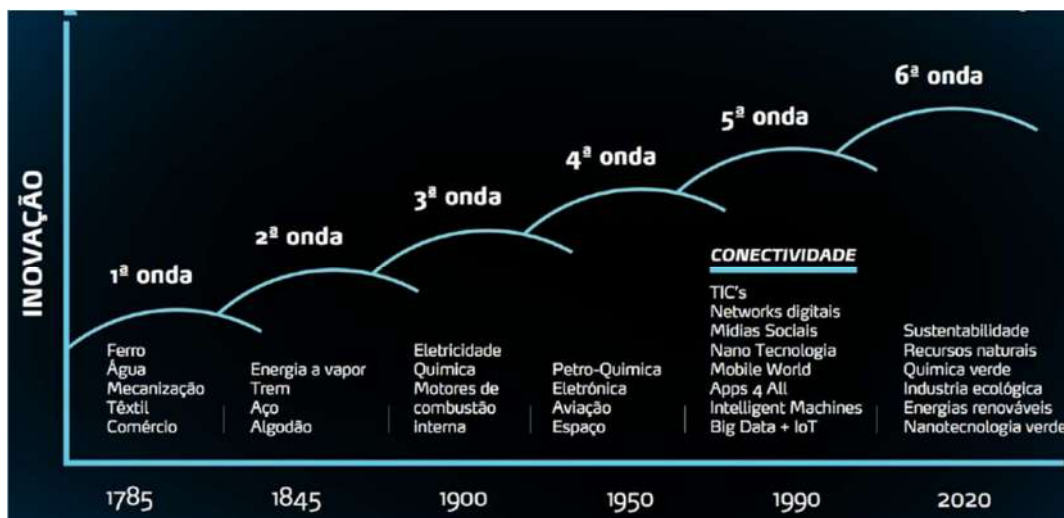 INOVAÇÃO
1ª onda
2ª onda
3ª onda
4ª onda
5ª onda
6ª onda
Ferro
Água
Mecanização
Têxtil
Comércio
Energia a vapor
Trem
Aço
Algodão
Eletricidade
Quimica
Motores de
combustão
interna
Petro-Quimica
Eletrónica
Aviação
Espaço
CONECTIVIDADE
TIC's
Networks digitais
Mídias Sociais
Nano Tecnologia
Mobile World
Apps 4 All
Intelligent Machines
Big Data + IoT
Sustentabilidade
Recursos naturais
Quimica verde
Industria ecológica
Energias renováveis
Nanotecnologia verde
1785
1845
1900
1950
1990
2020